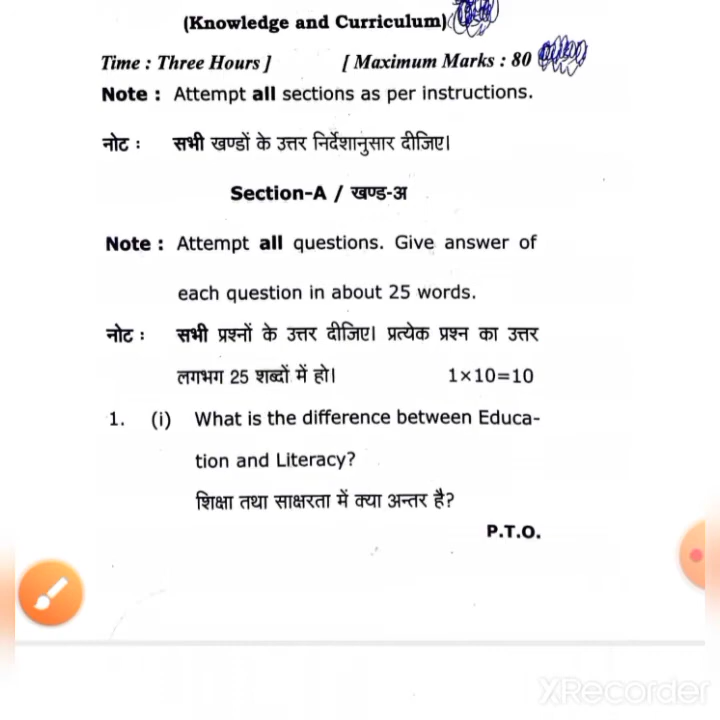 (Knowledge and Curriculum)
Time : Three Hours ] [ Maximum Marks : 80
Note : Attempt all sections as per instructions.
नोट : सभी खण्डों के उत्तर निर्देशानुसार दीजिए।
Section-A / खण्ड-अ
Note : Attempt all questions. Give answer of
each question in about 25 words.
नोट : सभी प्रश्नों के उत्तर दीजिए। प्रत्येक प्रश्न का उत्तर
लगभग 25 शब्दों में हो। 1×10=10
1. (i) What is the difference between Educa-
tion and Literacy?
शिक्षा तथा साक्षरता में क्या अन्तर है?
P.T.O.
XRecorder